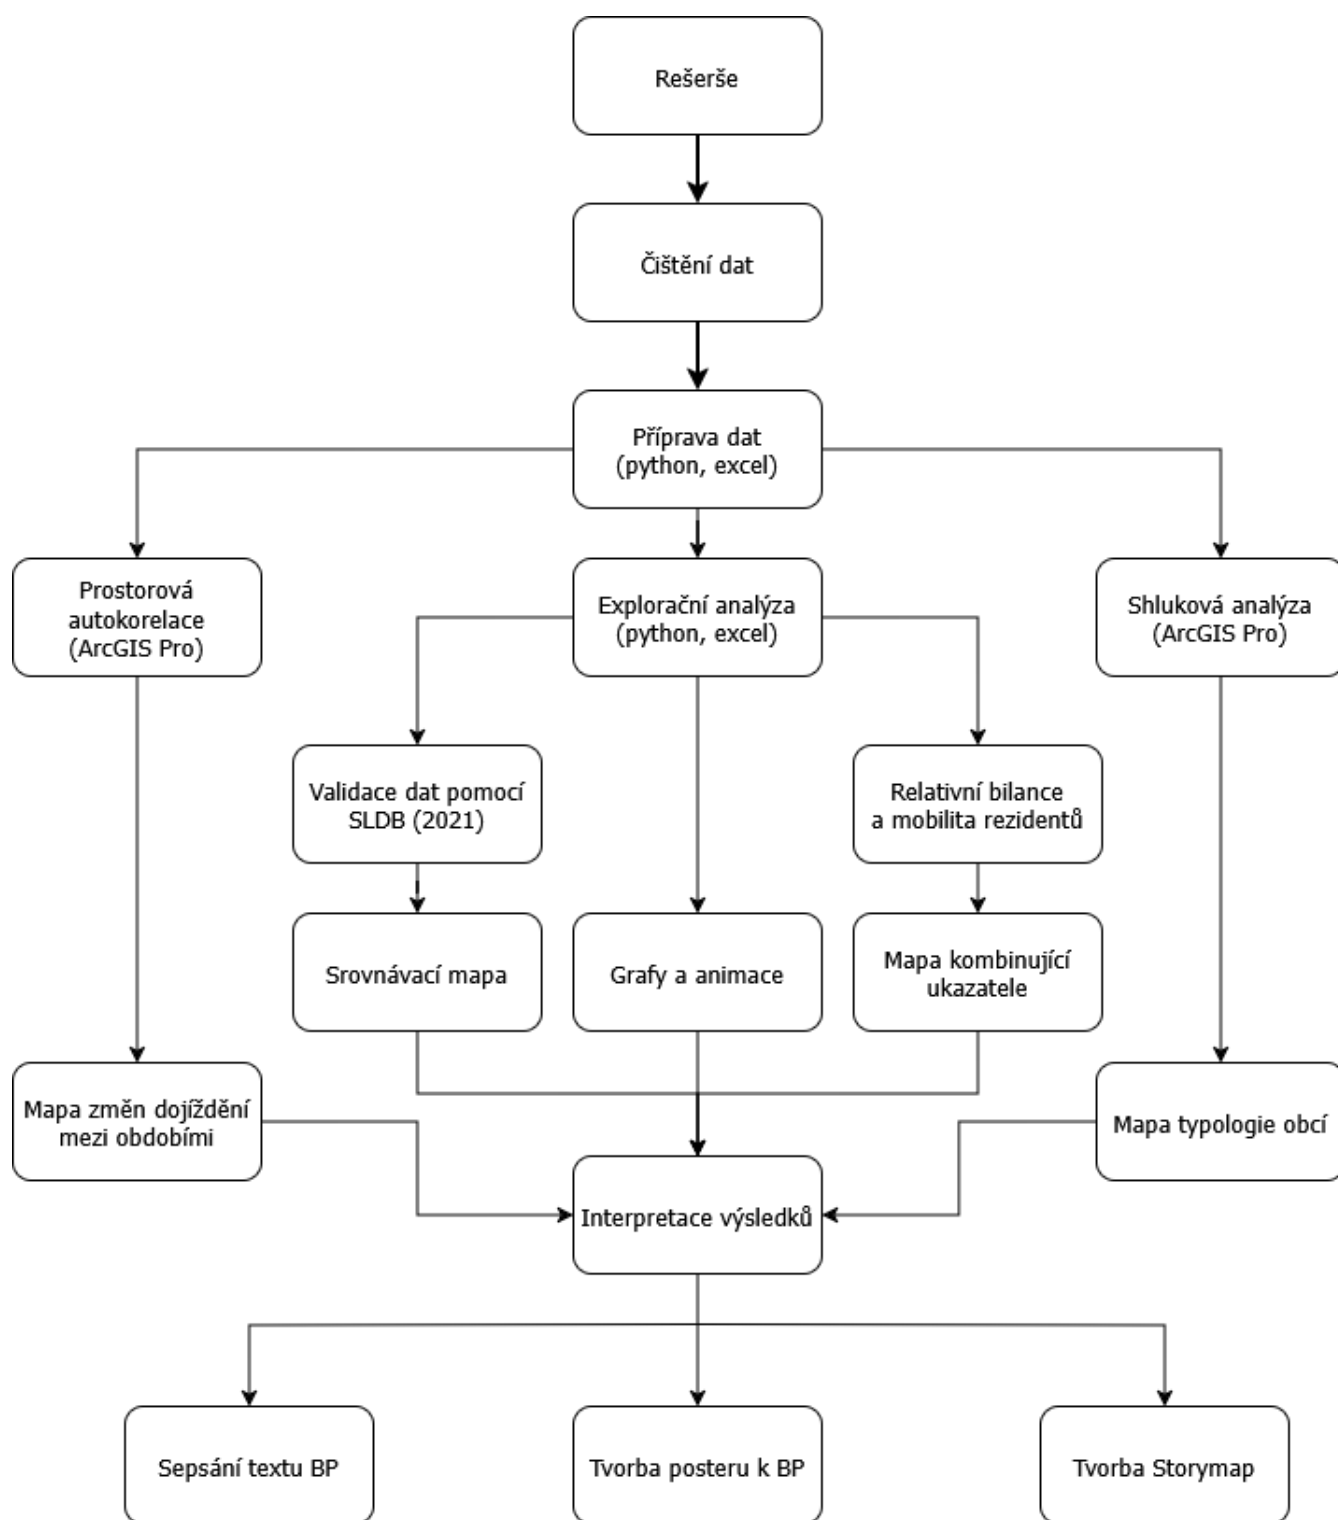 Rešerše
Čištění dat
Příprava dat
(python, excel)
Prostorová
autokorelace
(ArcGIS Pro)
Explorační analýza
(python, excel)
Shluková analýza
(ArcGIS Pro)
Validace dat pomocí
SLDB (2021)
Relativní bilance
a mobilita rezidentů
Srovnávací mapa
Grafy a animace
Mapa kombinující
ukazatele
Mapa změn dojíždění
mezi obdobími
Mapa typologie obcí
Interpretace výsledků
Sepsání textu BP
Tvorba posteru k BP
Tvorba Storymap